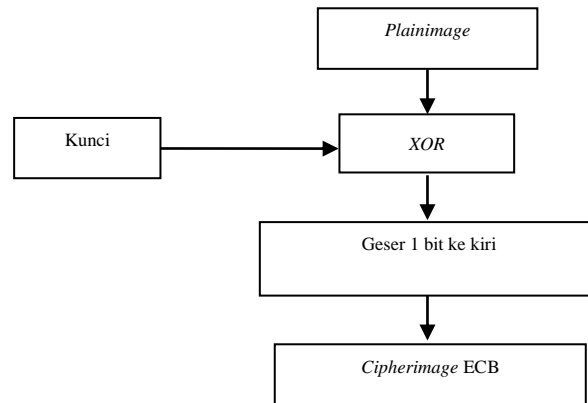 Plainimage
Kunci
XOR
Geser 1 bit ke kiri
Cipherimage ECB